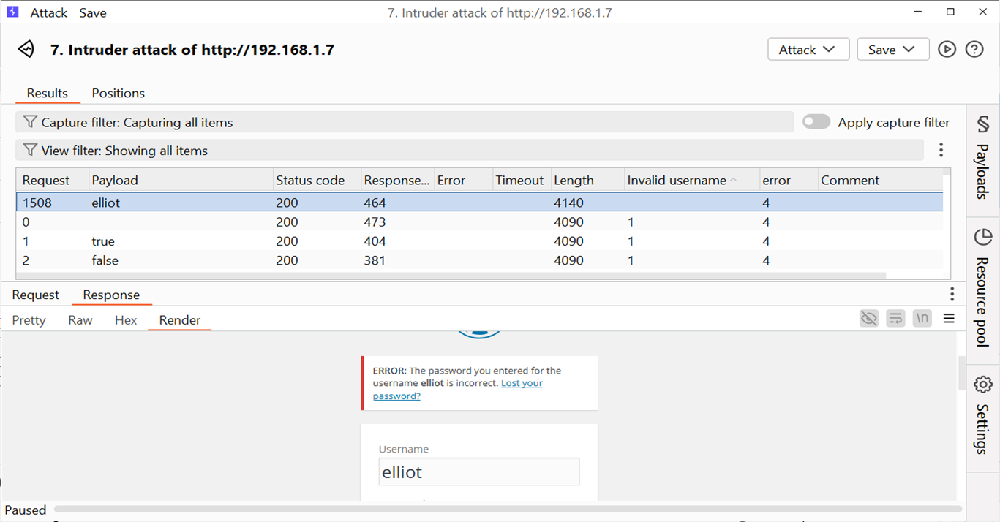 Attack Save 7. Intruder attack of http://192.168.1.7
7. Intruder attack of http://192.168.1.7 Attack Save
Results Positions
Capture filter: Capturing all items Apply capture filter
View filter: Showing all items
Request Payload Status code Response... Error Timeout Length Invalid username error Comment
1508 elliot 200 464 4140 4
0 200 473 4090 1 4
1 true 200 404 4090 1 4
2 false 200 381 4090 1 4
Request Response
Pretty Raw Hex Render \n
ERROR: The password you entered for the
username elliot is incorrect. Lost your
password?
Username
elliot
Paused
§ Payloads
Resource pool
Settings